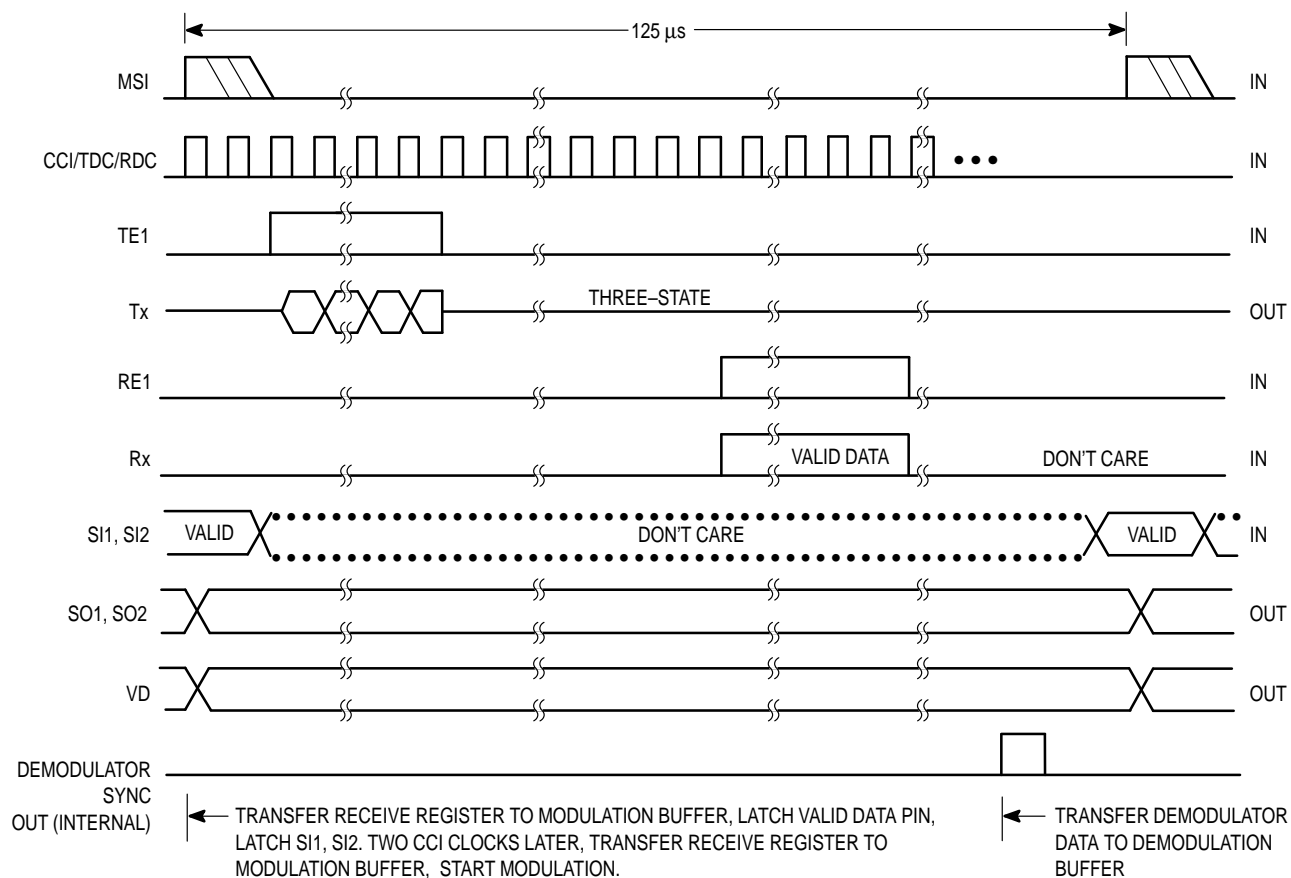 125 μs
MSI IN
CCI/TDC/RDC IN
TE1 IN
Tx THREE–STATE OUT
RE1 IN
Rx VALID DATA DON'T CARE IN
SI1, SI2 VALID DON'T CARE VALID IN
SO1, SO2 OUT
VD OUT
DEMODULATOR
SYNC
OUT (INTERNAL)
TRANSFER RECEIVE REGISTER TO MODULATION BUFFER, LATCH VALID DATA PIN,
LATCH SI1, SI2. TWO CCI CLOCKS LATER, TRANSFER RECEIVE REGISTER TO
MODULATION BUFFER, START MODULATION.
TRANSFER DEMODULATOR
DATA TO DEMODULATION
BUFFER